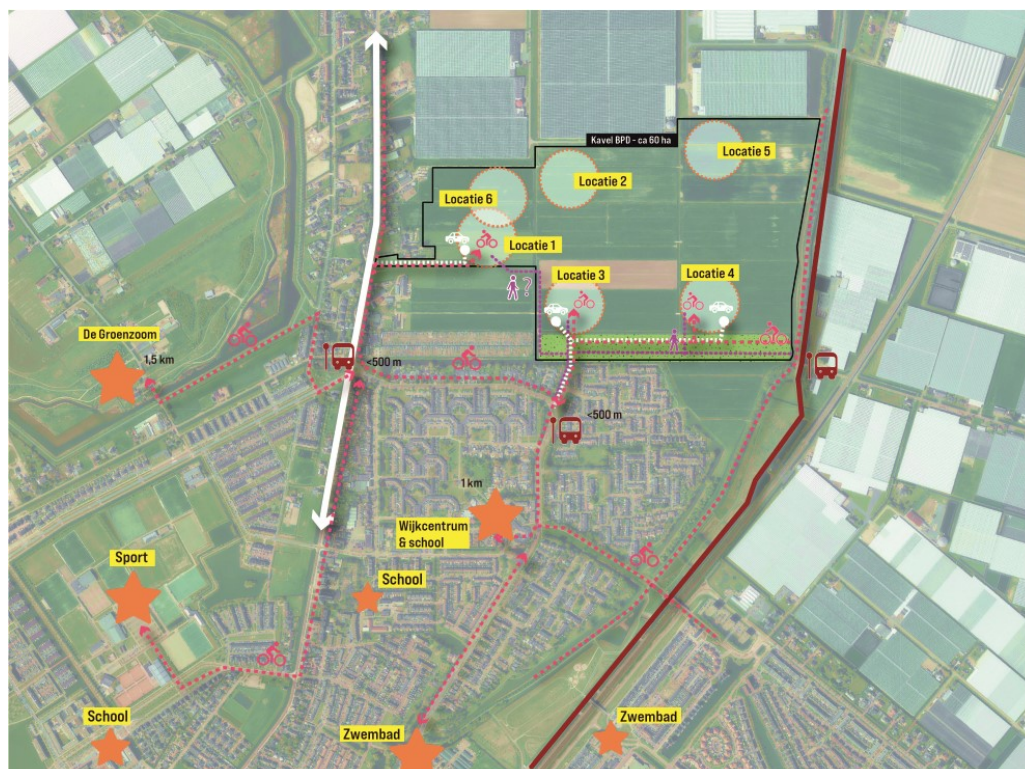 Kavel BPD - ca 60 ha
Locatie 5
Locatie 2
Locatie 6
Locatie 1
?
Locatie 3
Locatie 4
De Groenzoom
1,5 km
<500 m
<500 m
1 km
Wijkcentrum
& school
Sport
School
School
Zwembad
Zwembad